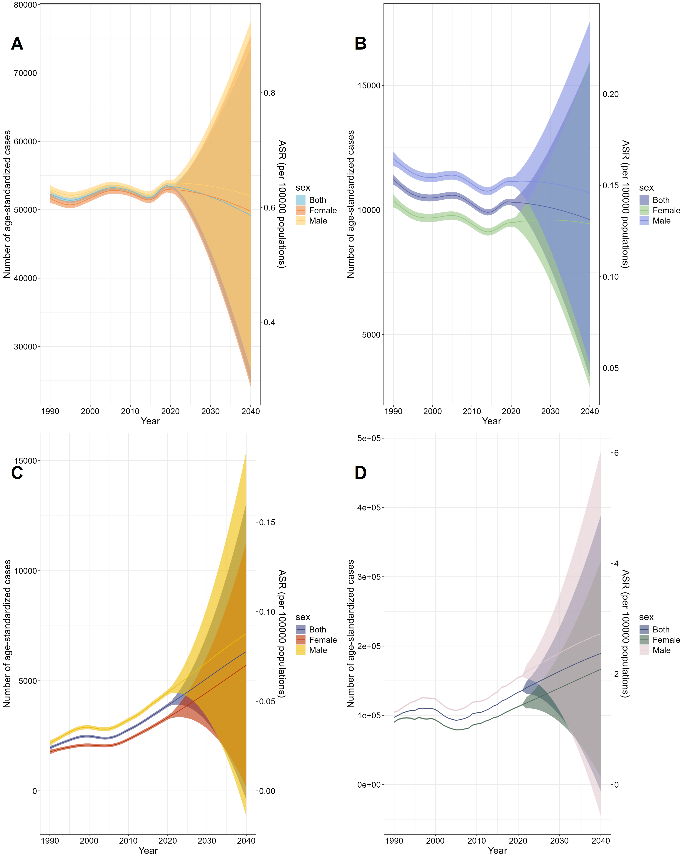 A
Number of age-standardized cases
80000
70000
60000
50000
40000
30000
0.8
0.6
0.4
ASR (per 100000 populations)
sex
Both
Female
Male
1990
2000
2010
2020
2030
2040
Year
B
Number of age-standardized cases
15000
10000
5000
0.20
0.15
0.10
0.05
ASR (per 100000 populations)
sex
Both
Female
Male
1990
2000
2010
2020
2030
2040
Year
C
Number of age-standardized cases
15000
10000
5000
0
0.15
0.10
0.05
0.00
ASR (per 100000 populations)
sex
Both
Female
Male
1990
2000
2010
2020
2030
2040
Year
D
Number of age-standardized cases
5e+05
4e+05
3e+05
2e+05
1e+05
0e+00
6
4
2
0
ASR (per 100000 populations)
sex
Both
Female
Male
1990
2000
2010
2020
2030
2040
Year